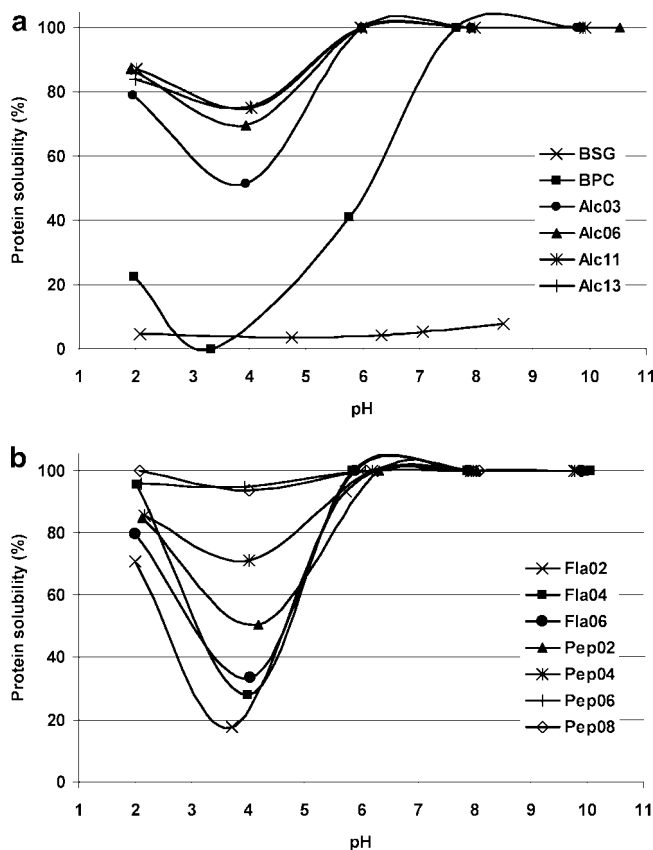 a
Protein solubility (%)
100
80
60
40
20
0
BSG
BPC
Alc03
Alc06
Alc11
Alc13
1 2 3 4 5 6 7 8 9 10 11
pH
b
Protein solubility (%)
100
80
60
40
20
0
Fla02
Fla04
Fla06
Pep02
Pep04
Pep06
Pep08
1 2 3 4 5 6 7 8 9 10 11
pH